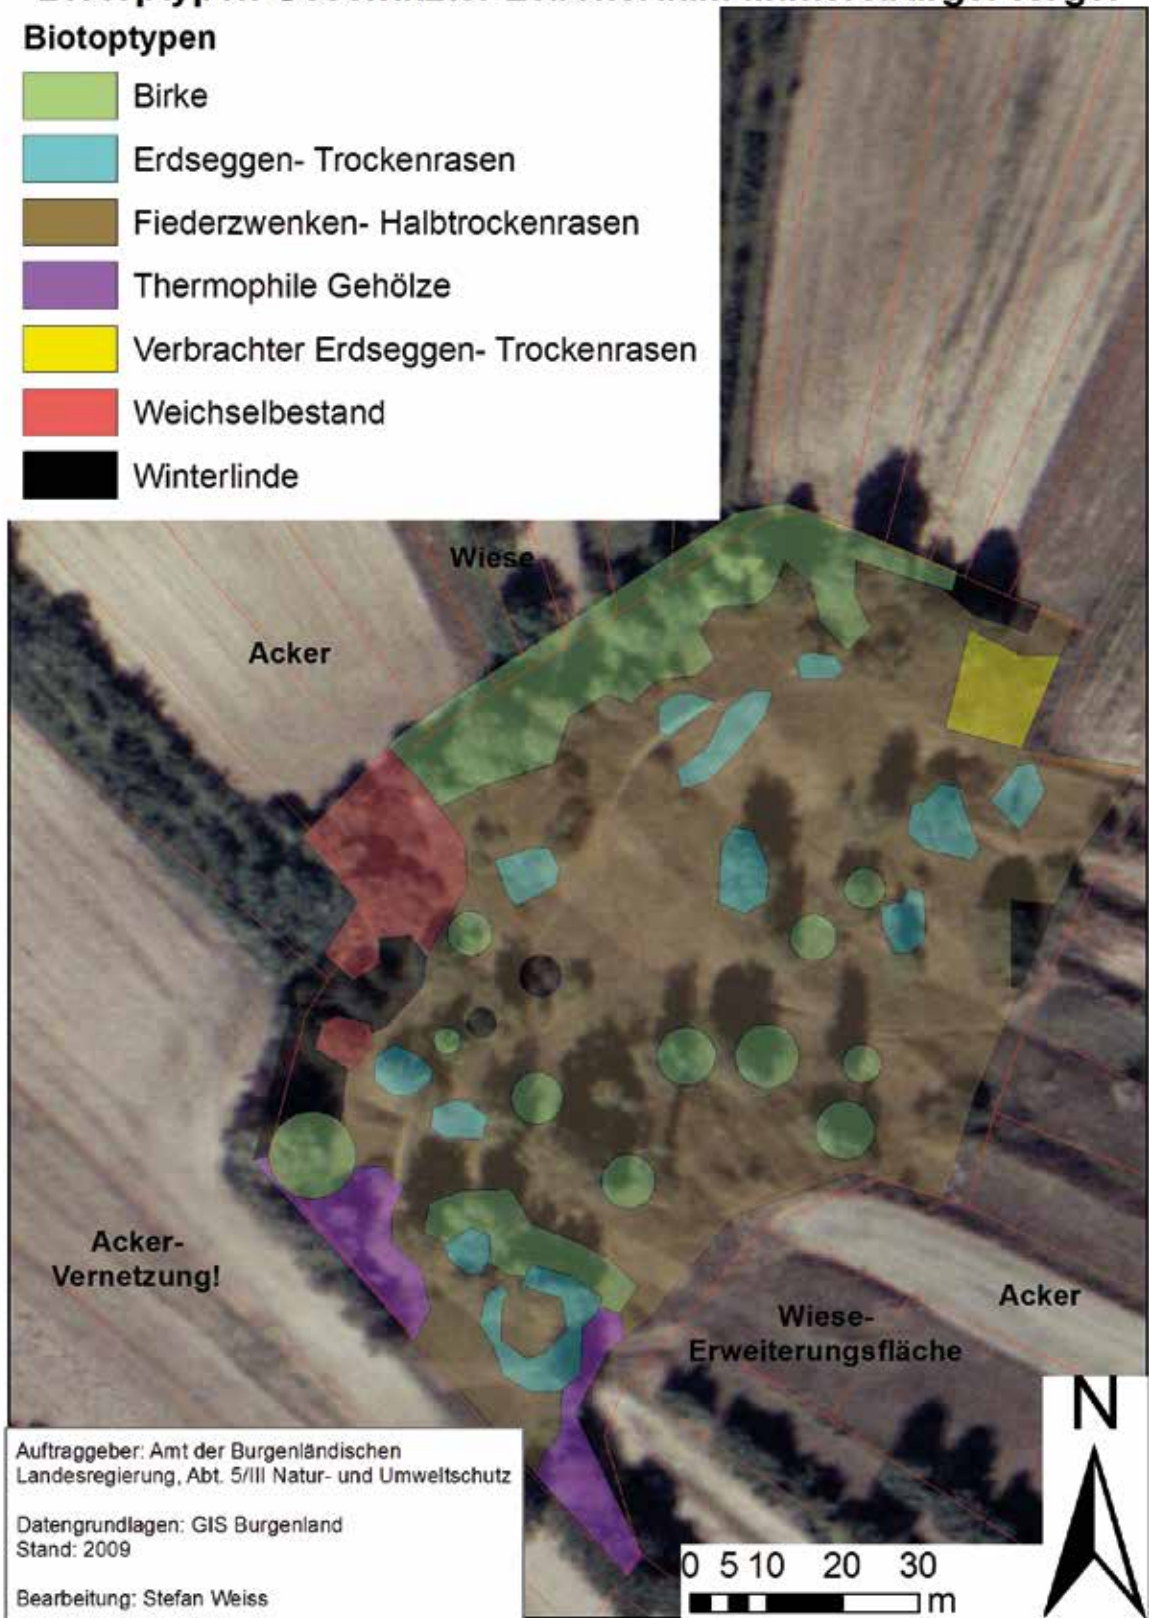 Biotoptypen
Birke
Erdseggen- Trockenrasen
Fiederzwenken- Halbtrockenrasen
Thermophile Gehölze
Verbrachter Erdseggen- Trockenrasen
Weichselbestand
Winterlinde
Wiese
Acker
Acker-
Vernetzung!
Wiese-
Erweiterungsfläche
Acker
N
Auftraggeber: Amt der Burgenländischen
Landesregierung, Abt. 5/III Natur- und Umweltschutz
Datengrundlagen: GIS Burgenland
Stand: 2009
Bearbeitung: Stefan Weiss
0 5 10 20 30
m